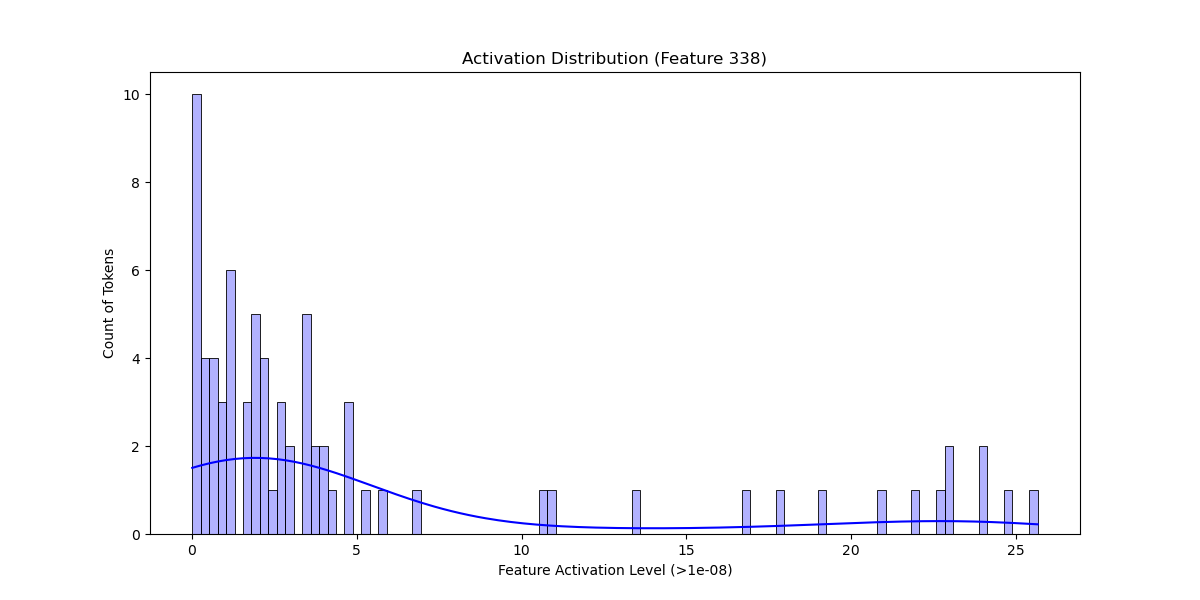 Activation Distribution (Feature 338)
10
8
6
4
2
0
Count of Tokens
0 5 10 15 20 25
Feature Activation Level (>1e-08)